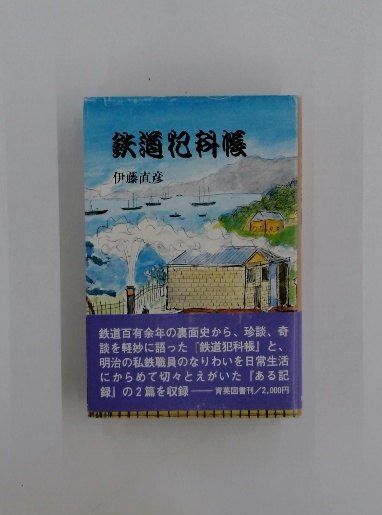 鉄道犯科帳
伊藤直彦
鉄道百有余年の裏面史から、珍談、奇
談を軽妙に語った『鉄道犯科帳』と、
明治の私鉄職員のなりわいを日常生活
にからめて切々とえがいた『ある記
録』の2篇を収録——育英図書刊/2,000円